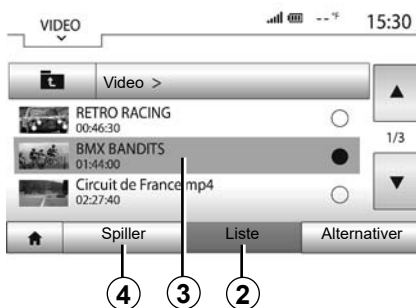 VIDEO
--°F
15:30
Video >
RETRO RACING
00:46:30
1/3
BMX BANDITS
01:44:00
Circuit de France mp4
02:27:40
Spiller
Liste
Alternativer
4
3
2